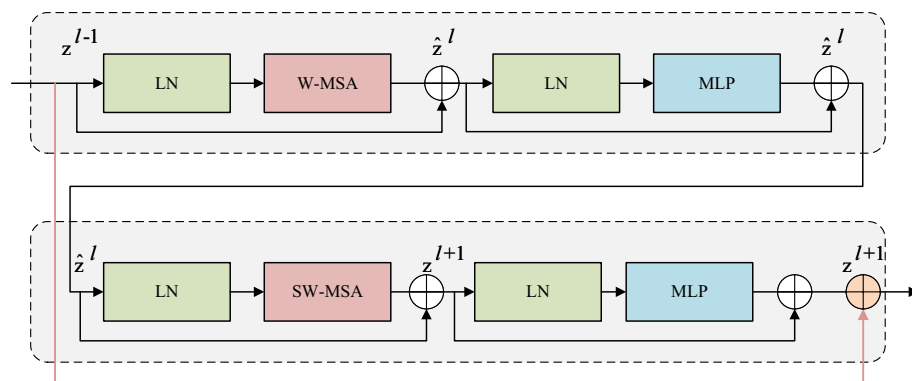 z^{l-1}
ẑ^{l}
ẑ^{l}
LN
W-MSA
LN
MLP
ẑ^{l}
z^{l+1}
z^{l+1}
LN
SW-MSA
LN
MLP